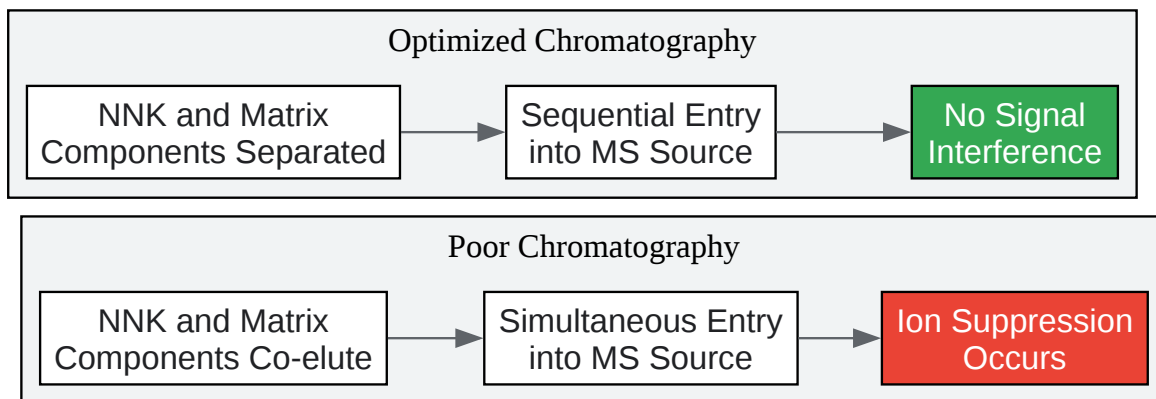 Optimized Chromatography
NNK and Matrix
Components Separated
Sequential Entry
into MS Source
No Signal
Interference
Poor Chromatography
NNK and Matrix
Components Co-elute
Simultaneous Entry
into MS Source
Ion Suppression
Occurs